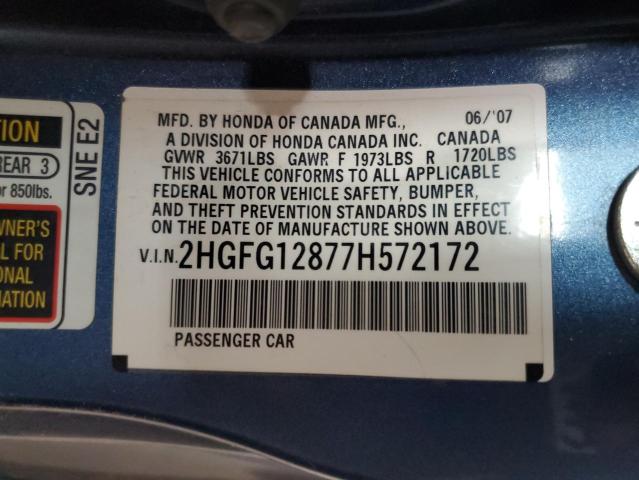 TION
REAR 3
or 850lbs.
OWNER'S
L FOR
ONAL
MATION
SNE E2
MFD. BY HONDA OF CANADA MFG., 06/'07
A DIVISION OF HONDA CANADA INC. CANADA
GVWR 3671LBS GAWR F 1973LBS R 1720LBS
THIS VEHICLE CONFORMS TO ALL APPLICABLE
FEDERAL MOTOR VEHICLE SAFETY, BUMPER,
AND THEFT PREVENTION STANDARDS IN EFFECT
ON THE DATE OF MANUFACTURE SHOWN ABOVE.
V.I.N. 2HGFG12877H572172
PASSENGER CAR